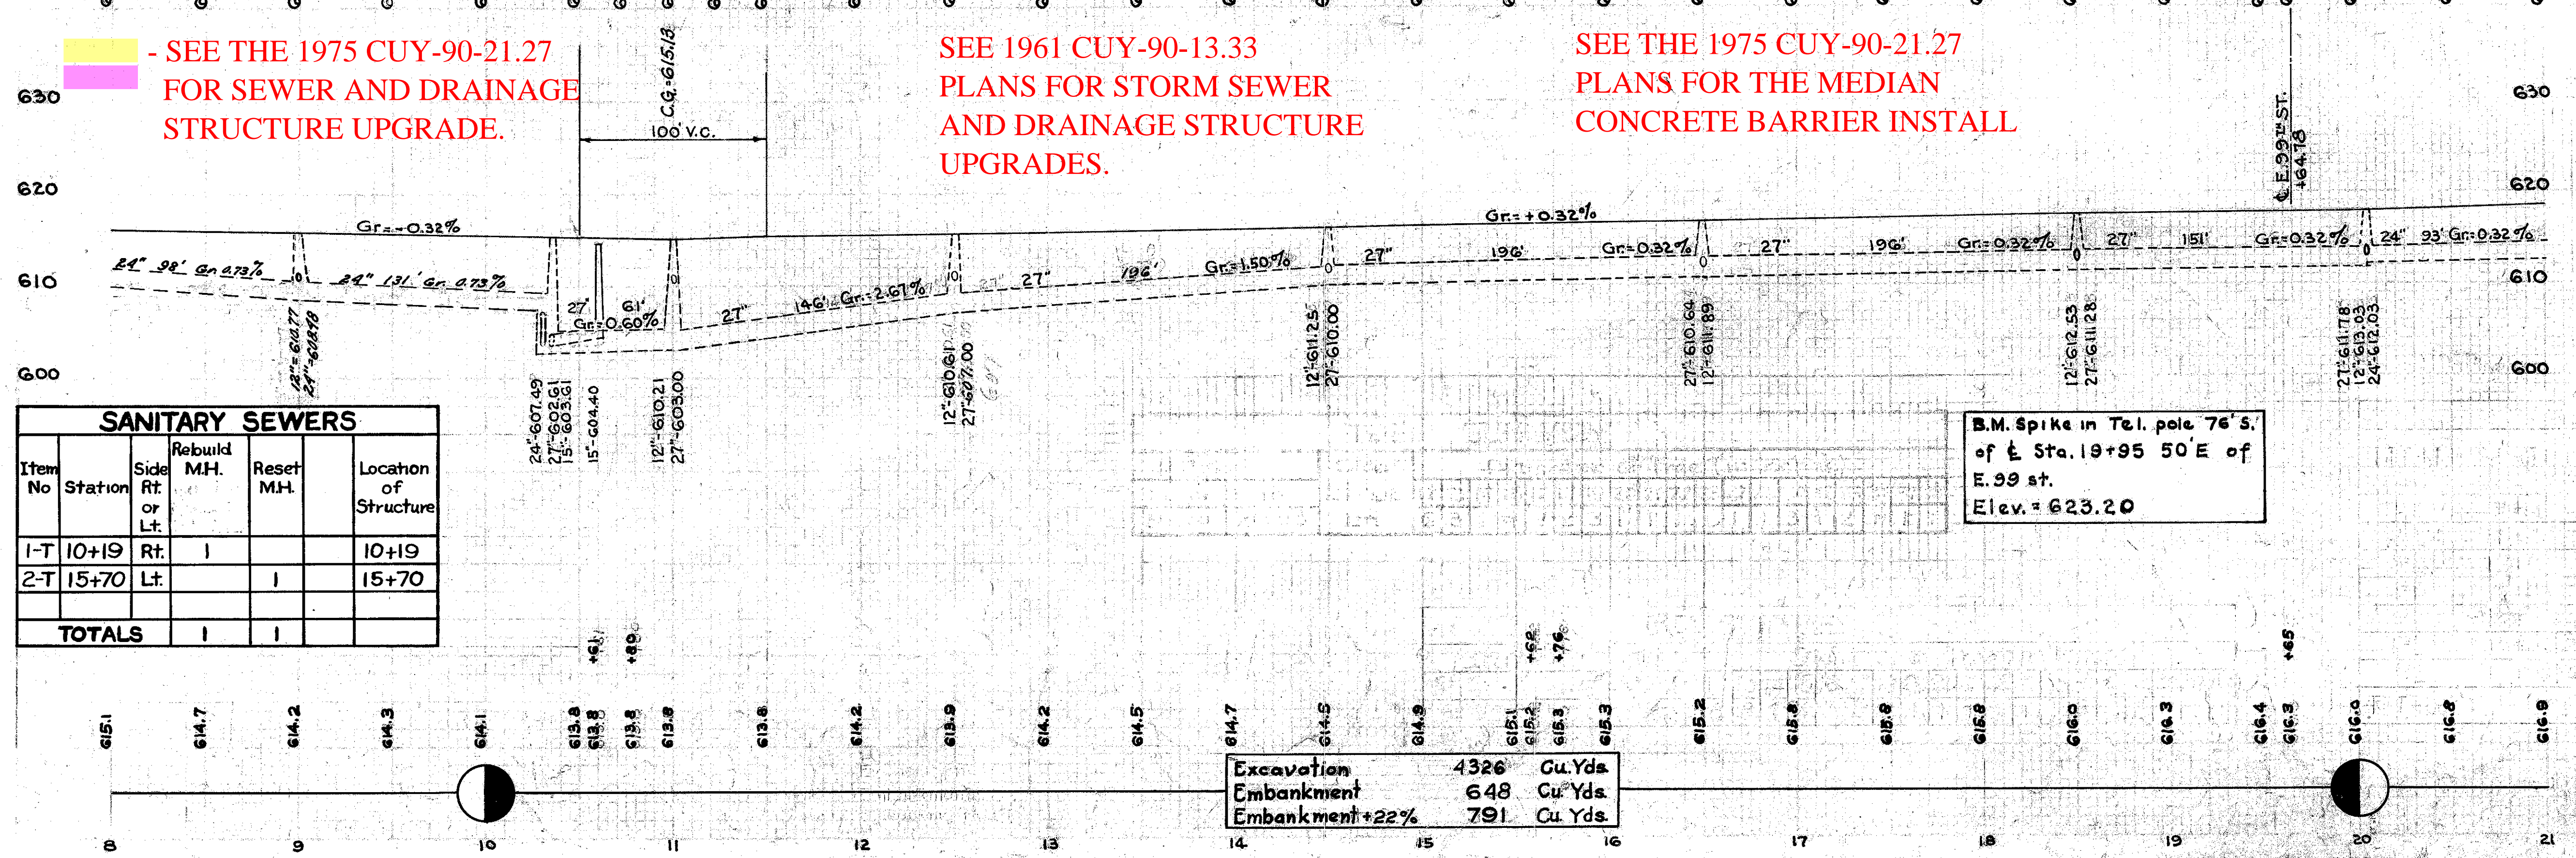 - SEE THE 1975 CUY-90-21.27
FOR SEWER AND DRAINAGE
STRUCTURE UPGRADE.
SEE 1961 CUY-90-13.33
PLANS FOR STORM SEWER
AND DRAINAGE STRUCTURE
UPGRADES.
SEE THE 1975 CUY-90-21.27
PLANS FOR THE MEDIAN
CONCRETE BARRIER INSTALL
C.G.=615.13
100' V.C.
℄ E.99TH ST.
+64.78
630
630
620
620
610
610
600
600
Gr.=-0.32%
Gr.=+0.32%
24" 98' Gr. 0.73%
24" 131' Gr. 0.73%
27' 61'
Gr.=0.60%
27" 146' Gr.=2.67%
27" 196' Gr.=1.50%
27" 196' Gr.=0.32%
27" 196' Gr.=0.32%
27" 151' Gr.=0.32%
24" 93' Gr.=0.32%
12"=610.77
24"=608.48
24"-607.49
27"-602.61
15"-603.61
15"-604.40
12"-610.21
27"-603.00
12"-610.61
27"-607.00
12"-611.25
27"-610.00
27"-610.64
12"-611.89
12"-612.53
27"-611.28
27"-611.78
12"-613.03
24"-612.03
SANITARY SEWERS
Item No Station Side Rt. or Lt. Rebuild M.H. Reset M.H. Location of Structure
1-T 10+19 Rt. 1 10+19
2-T 15+70 Lt. 1 15+70
TOTALS 1 1
B.M. Spike in Tel. pole 76' S.
of ℄ Sta. 19+95 50' E of
E. 99 st.
Elev. = 623.20
+61 +80 +62 +76 +65
615.1 614.7 614.2 614.3 614.1 613.8 613.8 613.8 613.8 613.8 614.2 613.9 614.2 614.5 614.7 614.5 614.9 615.1 615.2 615.3 615.3 615.2 615.8 615.8 615.8 616.0 616.3 616.4 616.3 616.0 616.8 616.9
Excavation 4326 Cu. Yds.
Embankment 648 Cu. Yds.
Embankment +22% 791 Cu. Yds.
8 9 10 11 12 13 14 15 16 17 18 19 20 21